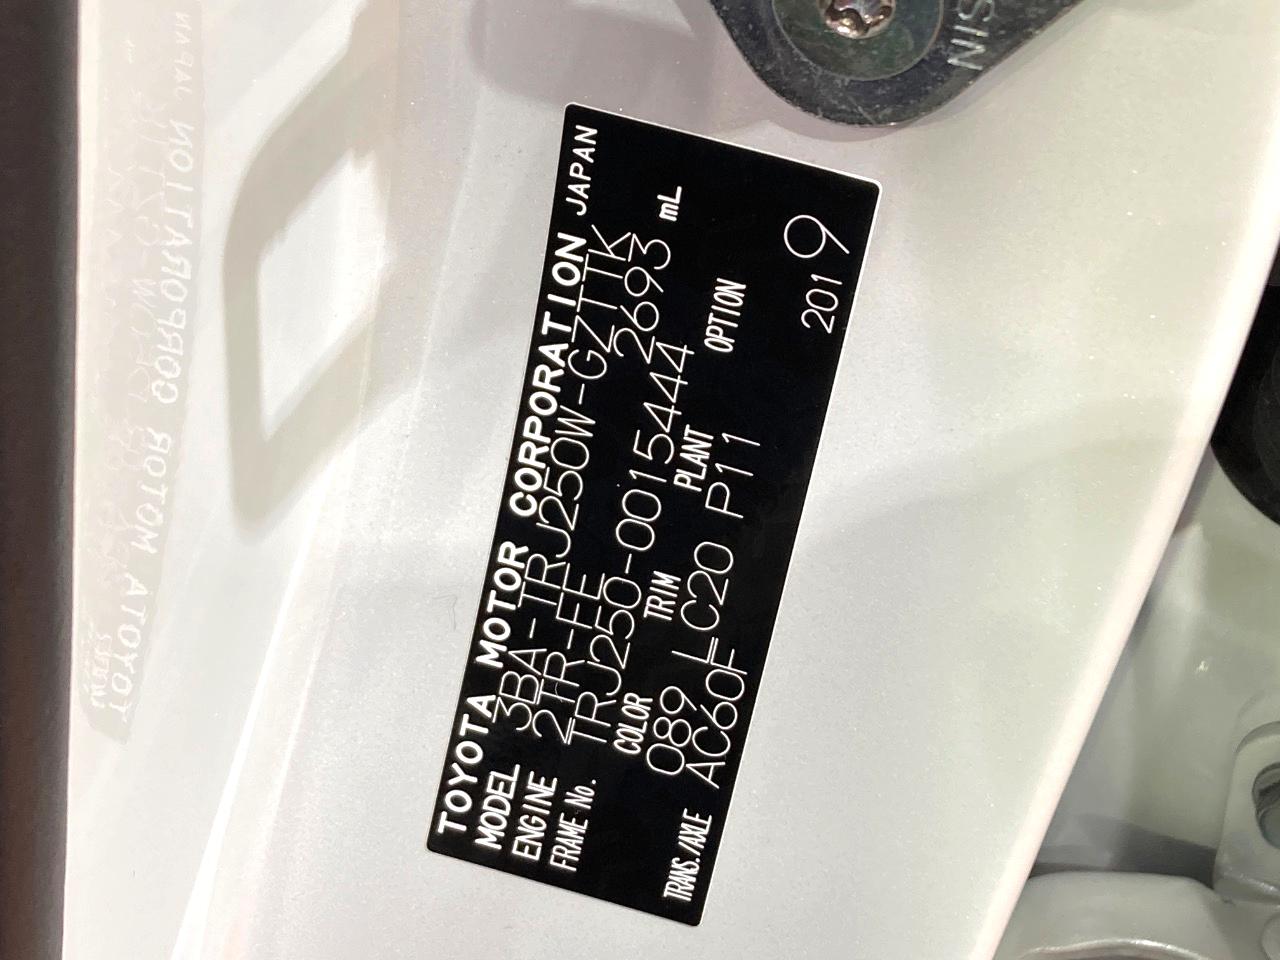 TOYOTA MOTOR CORPORATION JAPAN
MODEL 3BA-TRJ250W-GZTTK
ENGINE 2TR-FE 2693 mL
FRAME No. TRJ250-0015444
COLOR TRIM PLANT OPTION
089 LC20 P11
TRANS./AXLE AC60F
2019
NIS